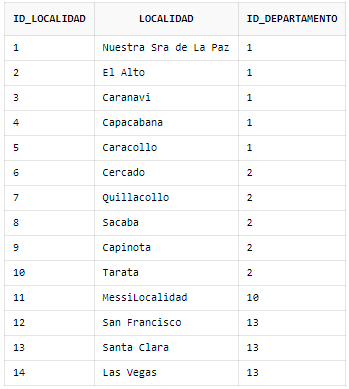 ID_LOCALIDAD LOCALIDAD ID_DEPARTAMENTO
1 Nuestra Sra de La Paz 1
2 El Alto 1
3 Caranavi 1
4 Capacabana 1
5 Caracollo 1
6 Cercado 2
7 Quillacollo 2
8 Sacaba 2
9 Capinota 2
10 Tarata 2
11 MessiLocalidad 10
12 San Francisco 13
13 Santa Clara 13
14 Las Vegas 13